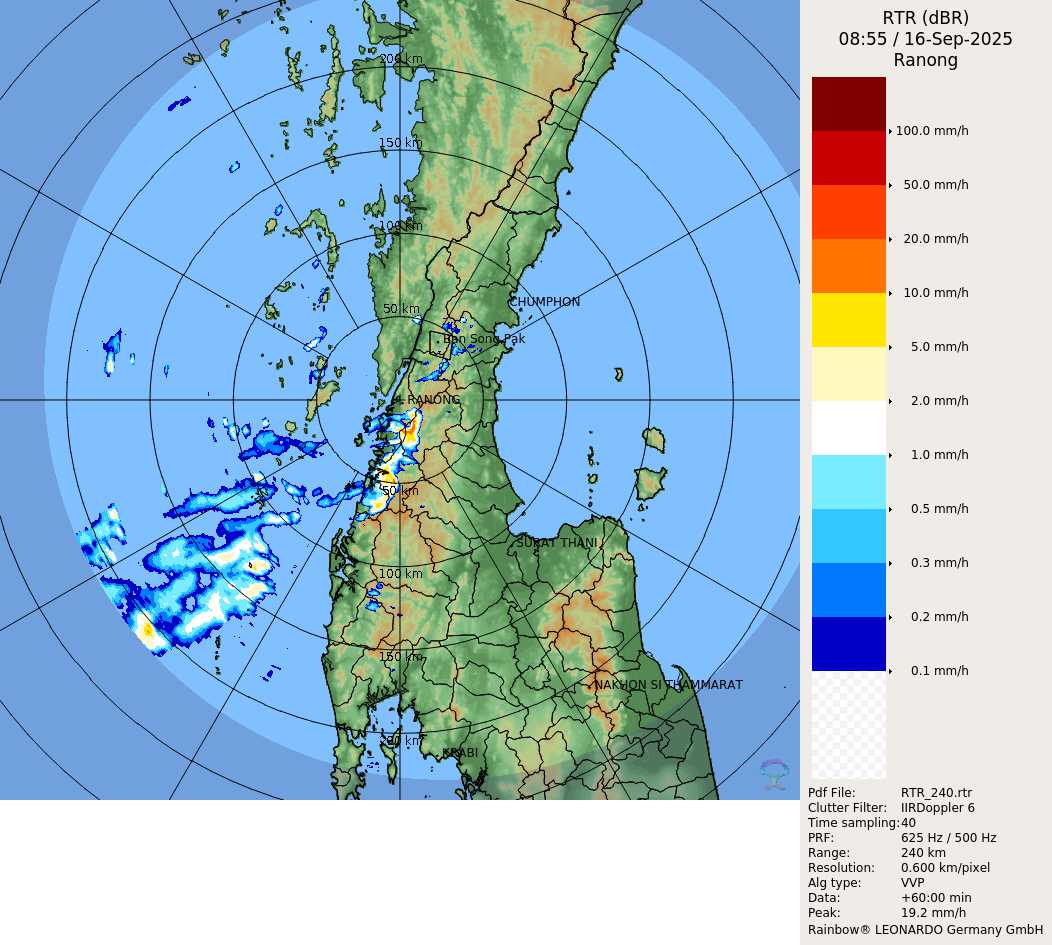 RTR (dBR)
08:55 / 16-Sep-2025
Ranong
100.0 mm/h
50.0 mm/h
20.0 mm/h
10.0 mm/h
5.0 mm/h
2.0 mm/h
1.0 mm/h
0.5 mm/h
0.3 mm/h
0.2 mm/h
0.1 mm/h
200 km
150 km
100 km
50 km
CHUMPHON
Ban Song Pak
RANONG
50 km
SURAT THANI
100 km
150 km
NAKHON SI THAMMARAT
200 km
KRABI
Pdf File: RTR_240.rtr
Clutter Filter: IIRDoppler 6
Time sampling:40
PRF: 625 Hz / 500 Hz
Range: 240 km
Resolution: 0.600 km/pixel
Alg type: VVP
Data: +60:00 min
Peak: 19.2 mm/h
Rainbow® LEONARDO Germany GmbH